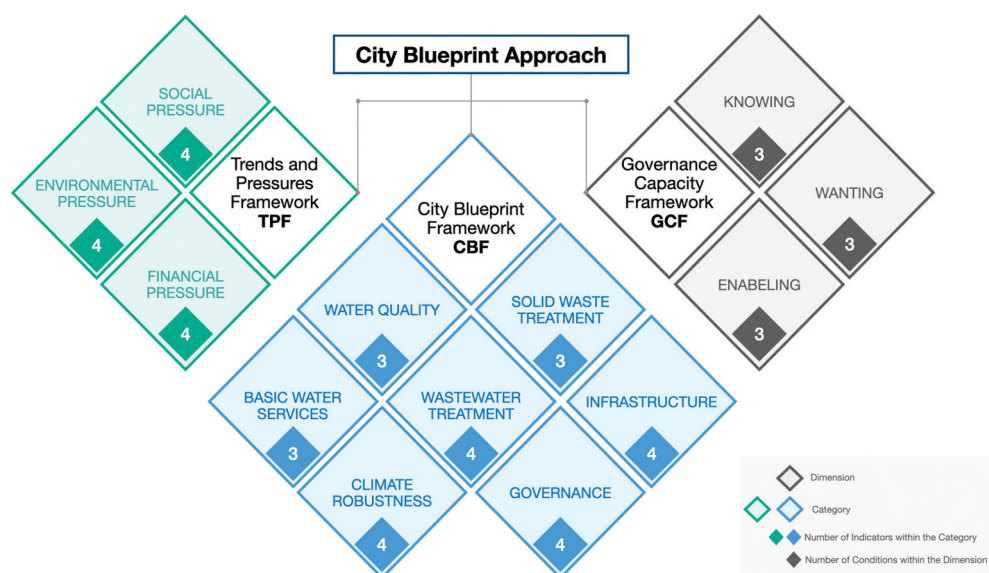 City Blueprint Approach
SOCIAL
PRESSURE
4
ENVIRONMENTAL
PRESSURE
4
Trends and
Pressures
Framework
TPF
FINANCIAL
PRESSURE
4
City Blueprint
Framework
CBF
WATER QUALITY
3
SOLID WASTE
TREATMENT
3
BASIC WATER
SERVICES
3
WASTEWATER
TREATMENT
4
INFRASTRUCTURE
4
CLIMATE
ROBUSTNESS
4
GOVERNANCE
4
Governance
Capacity
Framework
GCF
KNOWING
3
WANTING
3
ENABELING
3
Dimension
Category
Number of Indicators within the Category
Number of Conditions within the Dimension